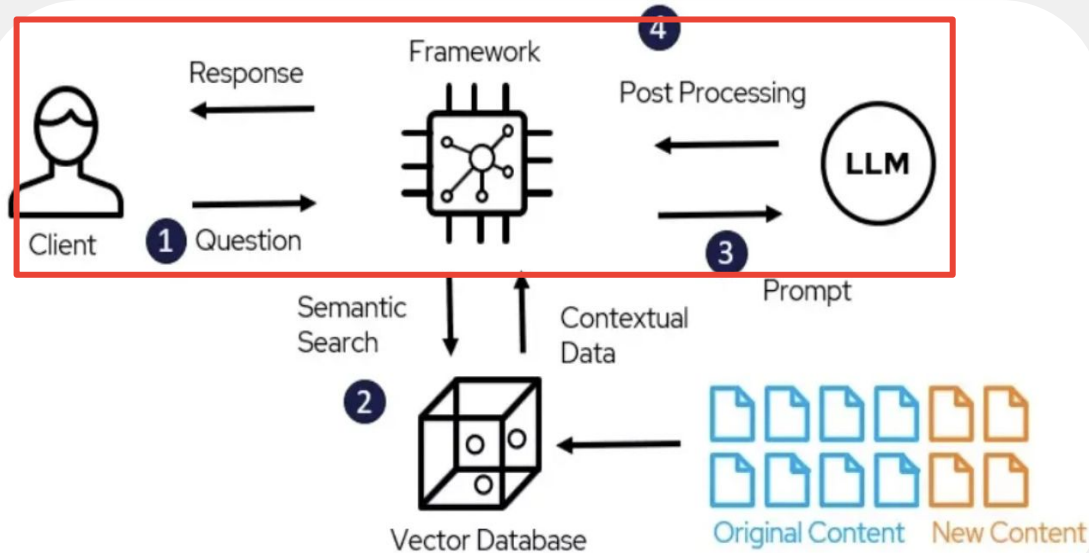 4
Framework
Response
Post Processing
LLM
Client
1 Question
3
Prompt
Semantic
Search
Contextual
Data
2
Vector Database
Original Content
New Content